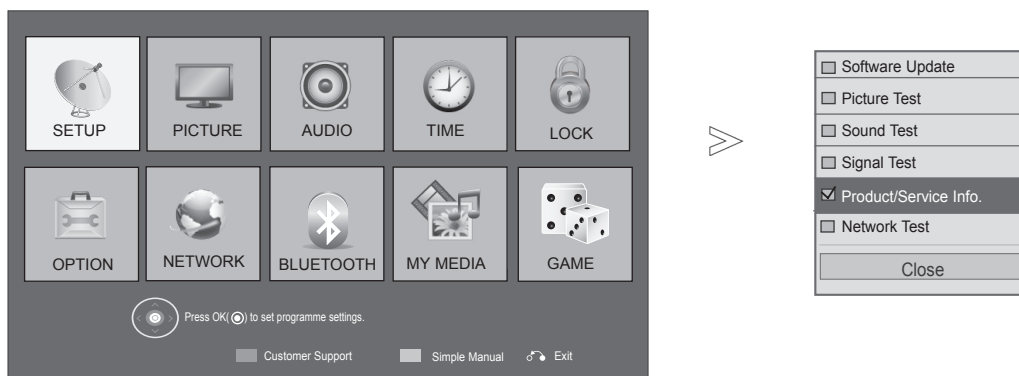 SETUP PICTURE AUDIO TIME LOCK
OPTION NETWORK BLUETOOTH MY MEDIA GAME
Press OK( ) to set programme settings.
Customer Support Simple Manual Exit
Software Update
Picture Test
Sound Test
Signal Test
Product/Service Info.
Network Test
Close